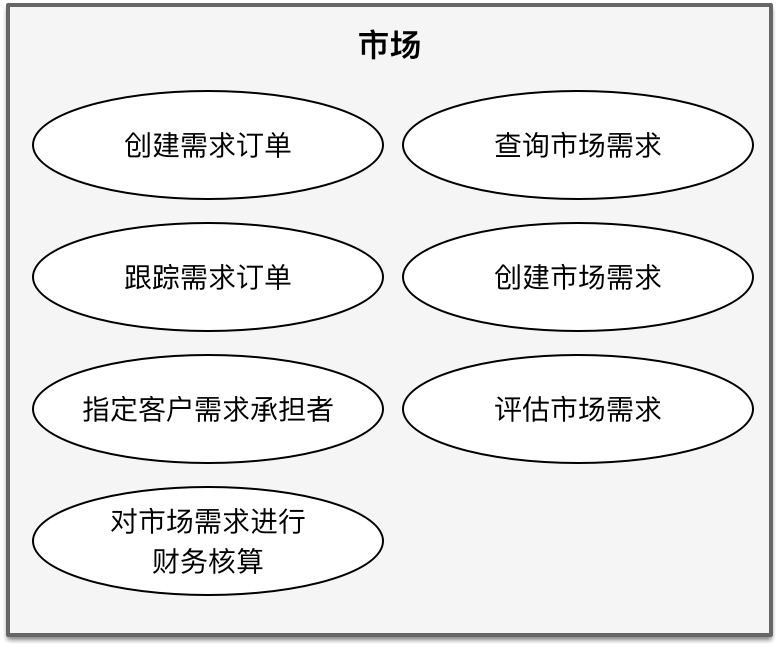 市场
创建需求订单
查询市场需求
跟踪需求订单
创建市场需求
指定客户需求承担者
评估市场需求
对市场需求进行
财务核算